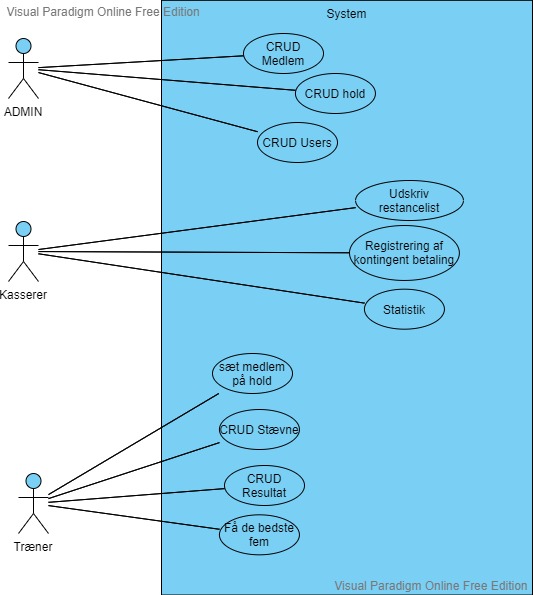 Visual Paradigm Online Free Edition
System
CRUD
Medlem
CRUD hold
ADMIN
CRUD Users
Udskriv
restancelist
Registrering af
kontingent betaling
Kasserer
Statistik
sæt medlem
på hold
CRUD Stævne
CRUD
Resultat
Få de bedste
fem
Træner
Visual Paradigm Online Free Edition